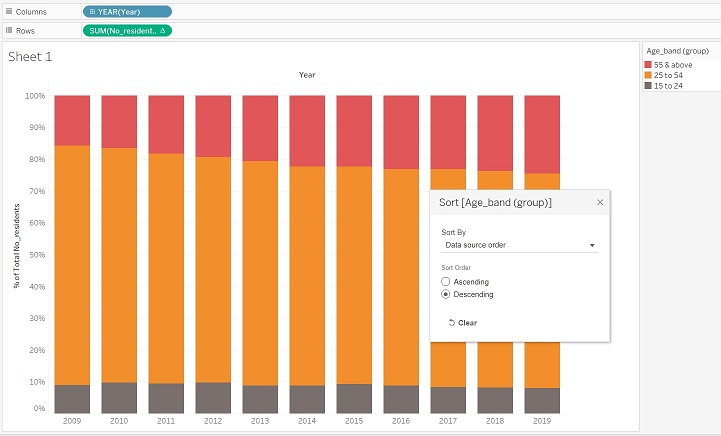 Columns
YEAR(Year)
Rows
SUM(No_resident..
Sheet 1
Year
Age_band (group)
55 & above
25 to 54
15 to 24
% of Total No_residents
100%
90%
80%
70%
60%
50%
40%
30%
20%
10%
0%
Sort [Age_band (group)]
Sort By
Data source order
Sort Order
Ascending
Descending
Clear
2009 2010 2011 2012 2013 2014 2015 2016 2017 2018 2019